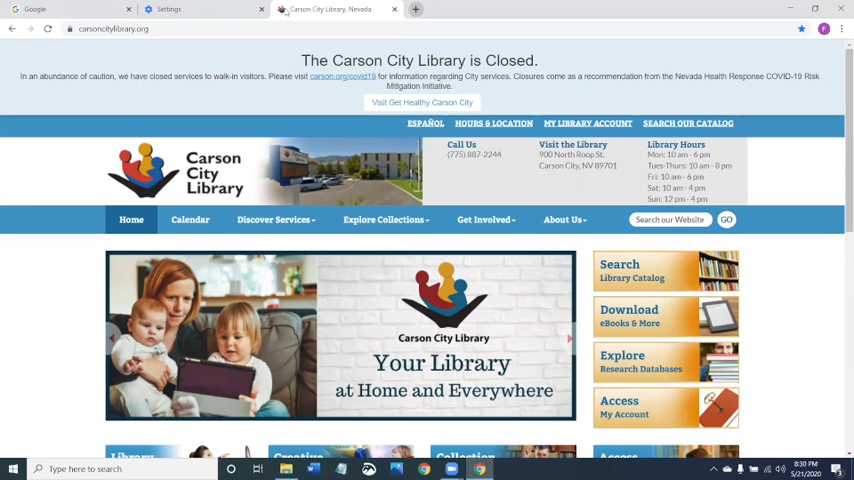 Google
Settings
Carson City Library, Nevada
carsoncitylibrary.org
F
The Carson City Library is Closed.
In an abundance of caution, we have closed services to walk-in visitors. Please visit carson.org/covid19 for information regarding City services. Closures come as a recommendation from the Nevada Health Response COVID-19 Risk
Mitigation Initiative.
Visit Get Healthy Carson City
ESPAÑOL HOURS & LOCATION MY LIBRARY ACCOUNT SEARCH OUR CATALOG
Carson
City
Library
Call Us
(775) 887-2244
Visit the Library
900 North Roop St.
Carson City, NV 89701
Library Hours
Mon: 10 am - 6 pm
Tues-Thurs: 10 am - 8 pm
Fri: 10 am - 6 pm
Sat: 10 am - 4 pm
Sun: 12 pm - 4 pm
Home Calendar Discover Services Explore Collections Get Involved About Us Search our Website GO
Carson City Library
Your Library
at Home and Everywhere
Search
Library Catalog
Download
eBooks & More
Explore
Research Databases
Access
My Account
Library Creative Collection Access
Type here to search
8:30 PM
5/21/2020